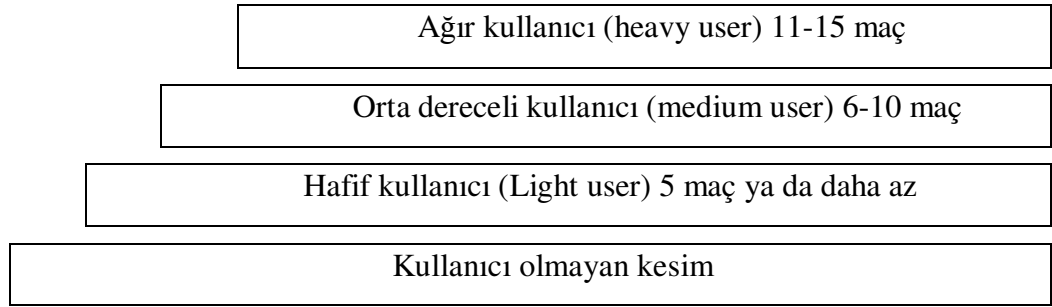 Ağır kullanıcı (heavy user) 11-15 maç
Orta dereceli kullanıcı (medium user) 6-10 maç
Hafif kullanıcı (Light user) 5 maç ya da daha az
Kullanıcı olmayan kesim